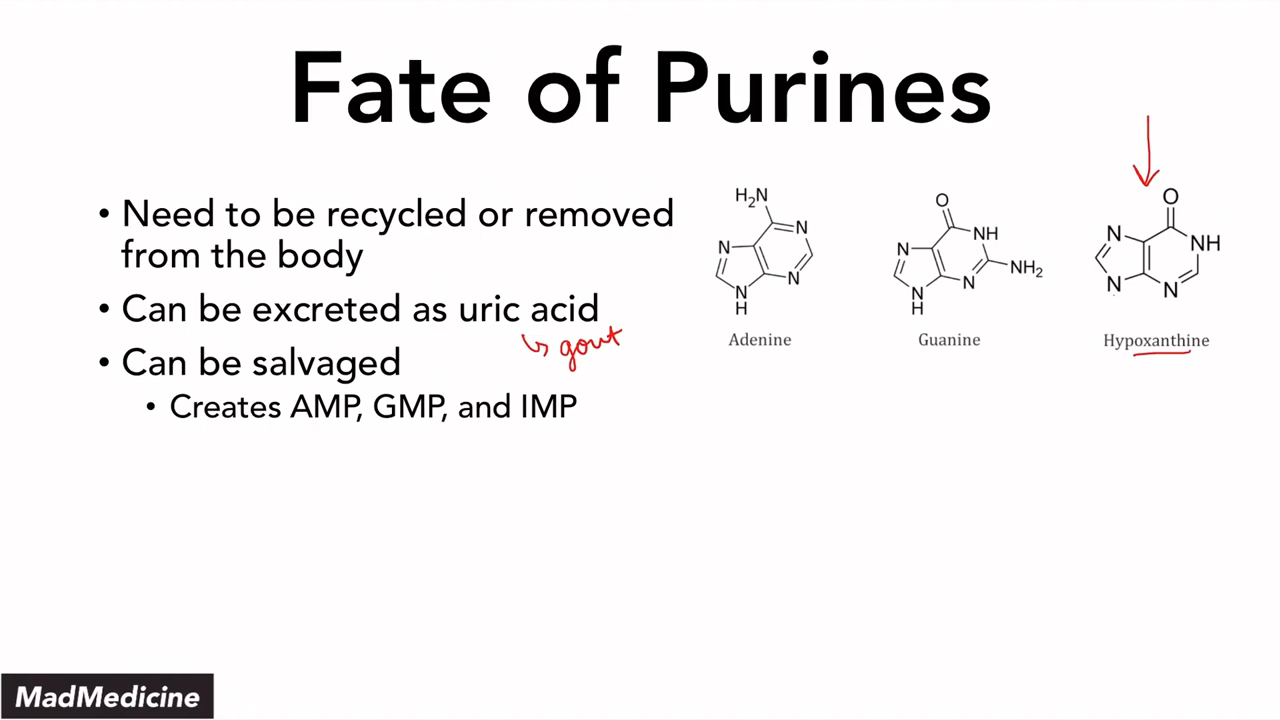 Fate of Purines
• Need to be recycled or removed
from the body
• Can be excreted as uric acid
↳ gout
• Can be salvaged
• Creates AMP, GMP, and IMP
H₂N
N
N
N
N
H
Adenine
O
N
NH
N
N
NH₂
H
Guanine
O
N
NH
N
N
Hypoxanthine
MadMedicine